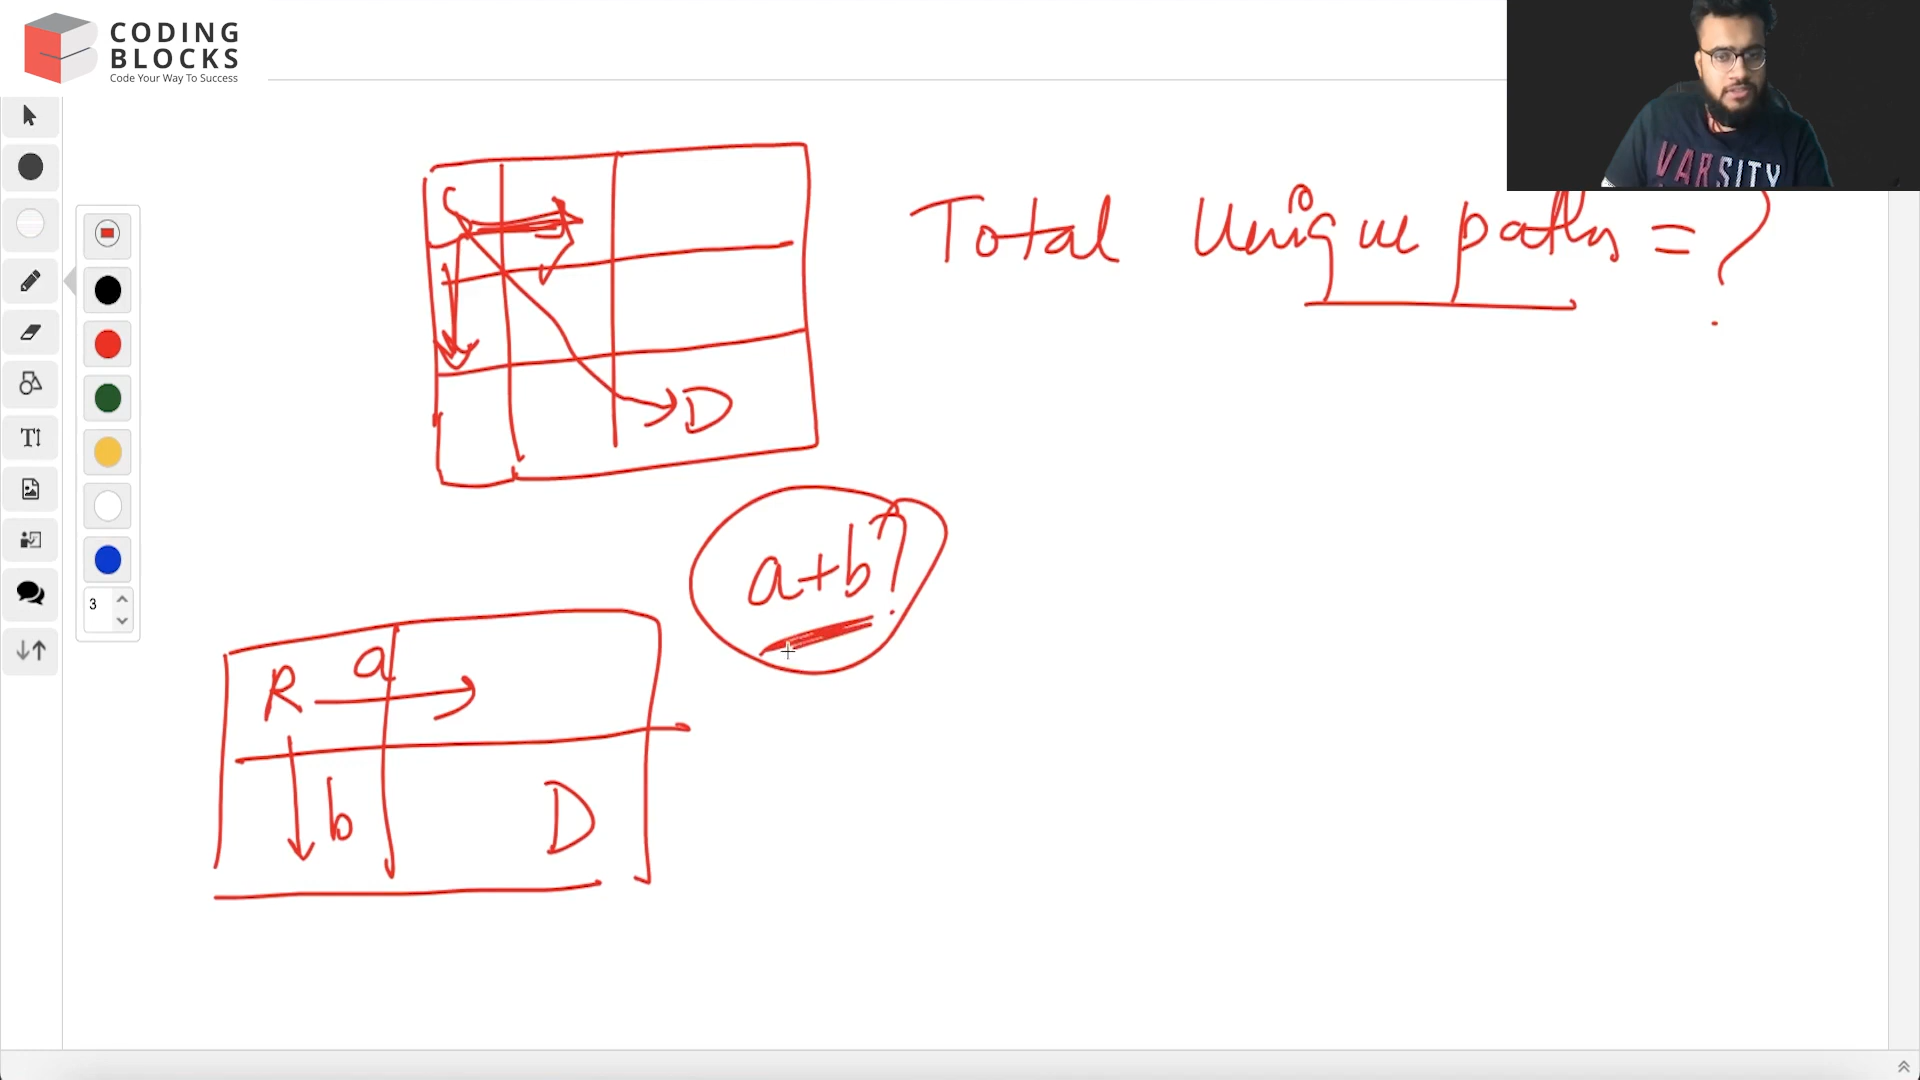 CODING
BLOCKS
Code Your Way To Success
VARSITY
S
Total Unique paths = ?
D
a+b?
R a
b
D
T
3